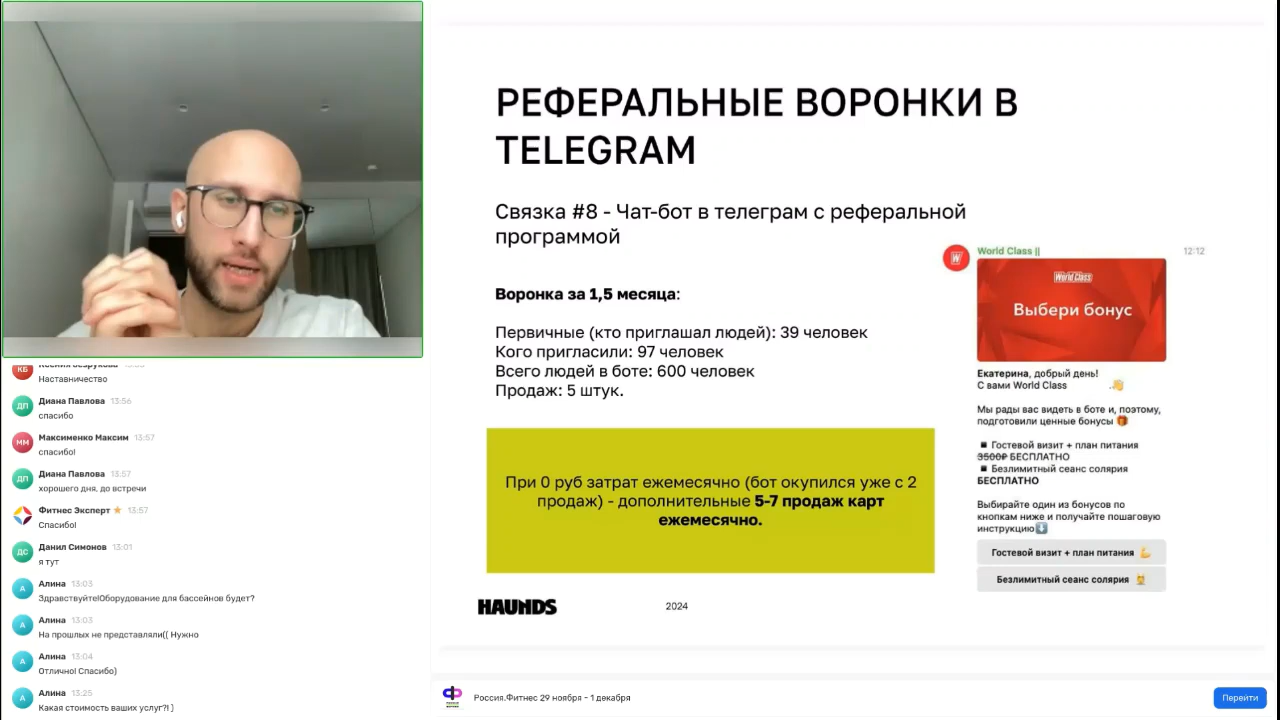 РЕФЕРАЛЬНЫЕ ВОРОНКИ В
TELEGRAM
Связка #8 - Чат-бот в телеграм с реферальной
программой
Воронка за 1,5 месяца:
Первичные (кто приглашал людей): 39 человек
Кого пригласили: 97 человек
Всего людей в боте: 600 человек
Продаж: 5 штук.
При 0 руб затрат ежемесячно (бот окупился уже с 2
продаж) - дополнительные 5-7 продаж карт
ежемесячно.
HAUNDS
2024
World Class ||
12:12
W
World Class
Выбери бонус
Екатерина, добрый день!
С вами World Class
Мы рады вас видеть в боте и, поэтому,
подготовили ценные бонусы
Гостевой визит + план питания
3500₽ БЕСПЛАТНО
Безлимитный сеанс солярия
БЕСПЛАТНО
Выбирайте один из бонусов по
кнопкам ниже и получайте пошаговую
инструкцию
Гостевой визит + план питания
Безлимитный сеанс солярия
КБ
Наставничество
ДП
Диана Павлова 13:56
спасибо
ММ
Максименко Максим 13:57
спасибо!
ДП
Диана Павлова 13:57
хорошего дня, до встречи
Фитнес Эксперт 13:57
Спасибо!
ДС
Данил Симонов 13:01
я тут
А
Алина 13:03
Здравствуйте!Оборудование для бассейнов будет?
А
Алина 13:03
На прошлых не представляли(( Нужно
А
Алина 13:04
Отлично! Спасибо)
А
Алина 13:25
Какая стоимость ваших услуг?! )
Россия.Фитнес 29 ноября - 1 декабря
Перейти